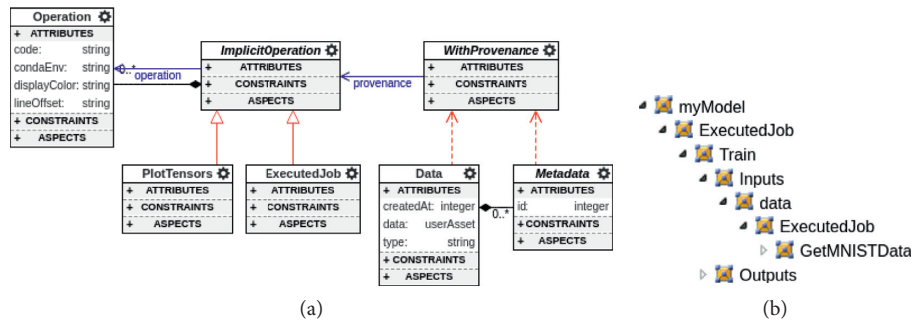 Operation
+ ATTRIBUTES
code: string
condaEnv: string
displayColor: string
lineOffset: string
+ CONSTRAINTS
+ ASPECTS
0..*
operation
ImplicitOperation
+ ATTRIBUTES
+ CONSTRAINTS
+ ASPECTS
provenance
WithProvenance
+ ATTRIBUTES
+ CONSTRAINTS
+ ASPECTS
PlotTensors
+ ATTRIBUTES
+ CONSTRAINTS
+ ASPECTS
ExecutedJob
+ ATTRIBUTES
+ CONSTRAINTS
+ ASPECTS
Data
+ ATTRIBUTES
createdAt: integer
data: userAsset
type: string
+ CONSTRAINTS
+ ASPECTS
0..*
Metadata
+ ATTRIBUTES
id: integer
+ CONSTRAINTS
+ ASPECTS
(a)
myModel
ExecutedJob
Train
Inputs
data
ExecutedJob
GetMNISTData
Outputs
(b)